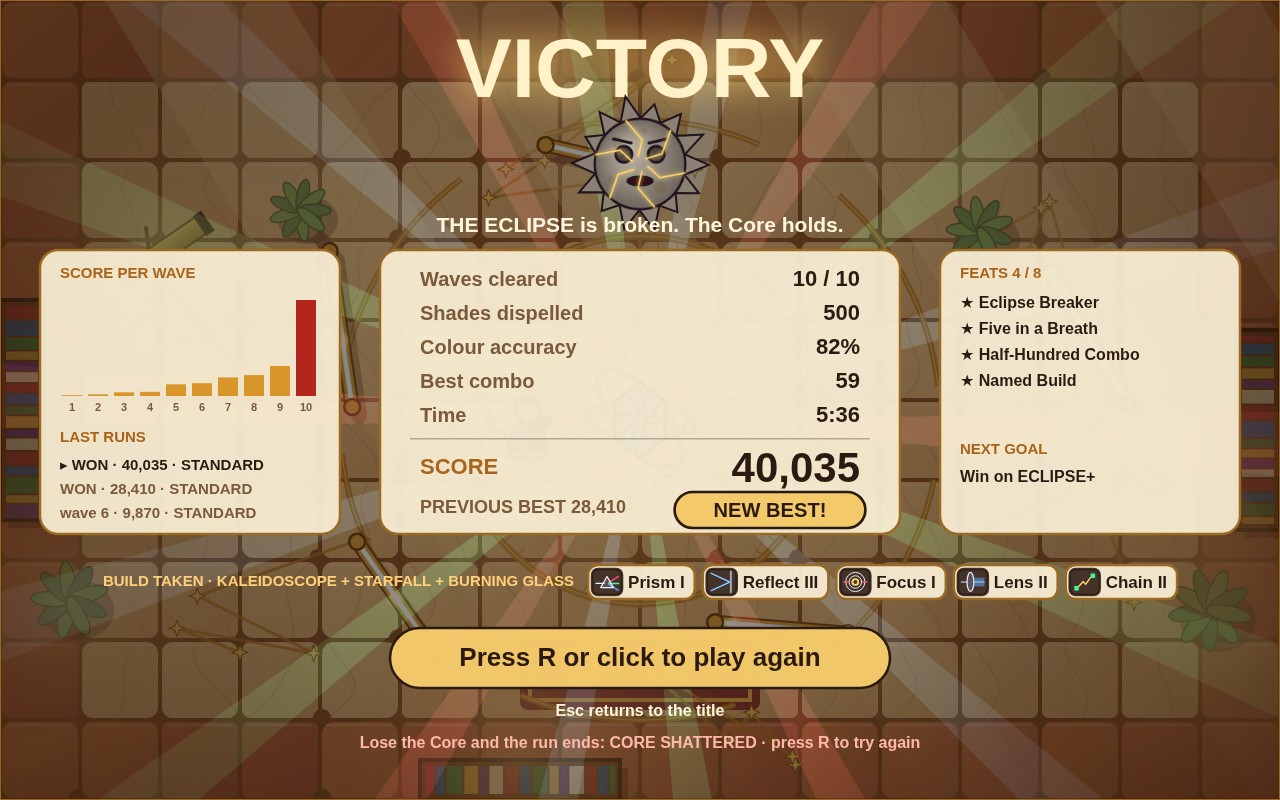 VICTORY
THE ECLIPSE is broken. The Core holds.
SCORE PER WAVE
1 2 3 4 5 6 7 8 9 10
LAST RUNS
▸ WON · 40,035 · STANDARD
WON · 28,410 · STANDARD
wave 6 · 9,870 · STANDARD
Waves cleared 10 / 10
Shades dispelled 500
Colour accuracy 82%
Best combo 59
Time 5:36
SCORE 40,035
PREVIOUS BEST 28,410 NEW BEST!
FEATS 4 / 8
★ Eclipse Breaker
★ Five in a Breath
★ Half-Hundred Combo
★ Named Build
NEXT GOAL
Win on ECLIPSE+
BUILD TAKEN · KALEIDOSCOPE + STARFALL + BURNING GLASS Prism I Reflect III Focus I Lens II Chain II
Press R or click to play again
Esc returns to the title
Lose the Core and the run ends: CORE SHATTERED · press R to try again